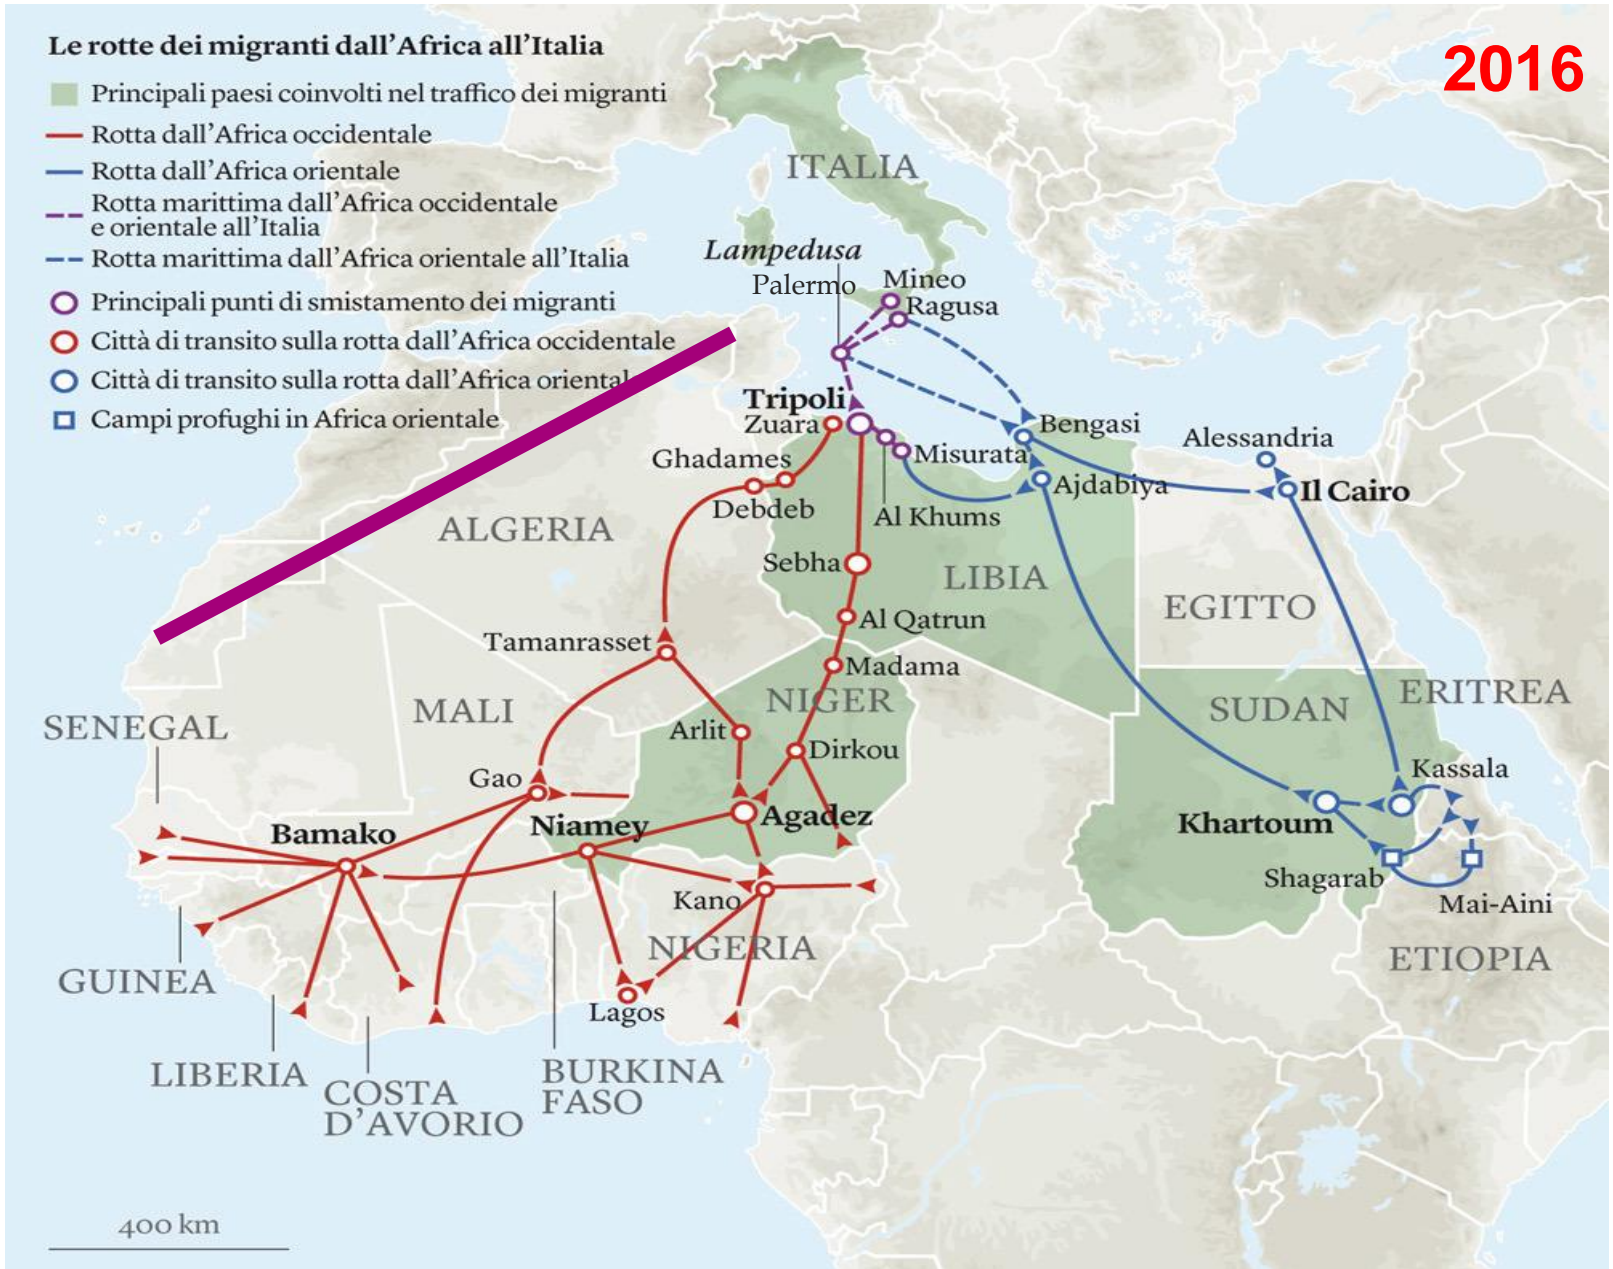 Le rotte dei migranti dall'Africa all'Italia
2016
Principali paesi coinvolti nel traffico dei migranti
Rotta dall'Africa occidentale
Rotta dall'Africa orientale
Rotta marittima dall'Africa occidentale
e orientale all'Italia
Rotta marittima dall'Africa orientale all'Italia
Principali punti di smistamento dei migranti
Città di transito sulla rotta dall'Africa occidentale
Città di transito sulla rotta dall'Africa orientale
Campi profughi in Africa orientale
ITALIA
Lampedusa
Palermo
Mineo
Ragusa
Tripoli
Zuara
Bengasi
Alessandria
Ghadames
Misurata
Ajdabiya
Il Cairo
Debdeb
Al Khums
ALGERIA
Sebha
LIBIA
EGITTO
Al Qatrun
Tamanrasset
Madama
MALI
NIGER
SUDAN
ERITREA
SENEGAL
Arlit
Dirkou
Gao
Kassala
Bamako
Niamey
Agadez
Khartoum
Shagarab
Mai-Aini
Kano
NIGERIA
ETIOPIA
GUINEA
Lagos
LIBERIA
COSTA
D'AVORIO
BURKINA
FASO
400 km